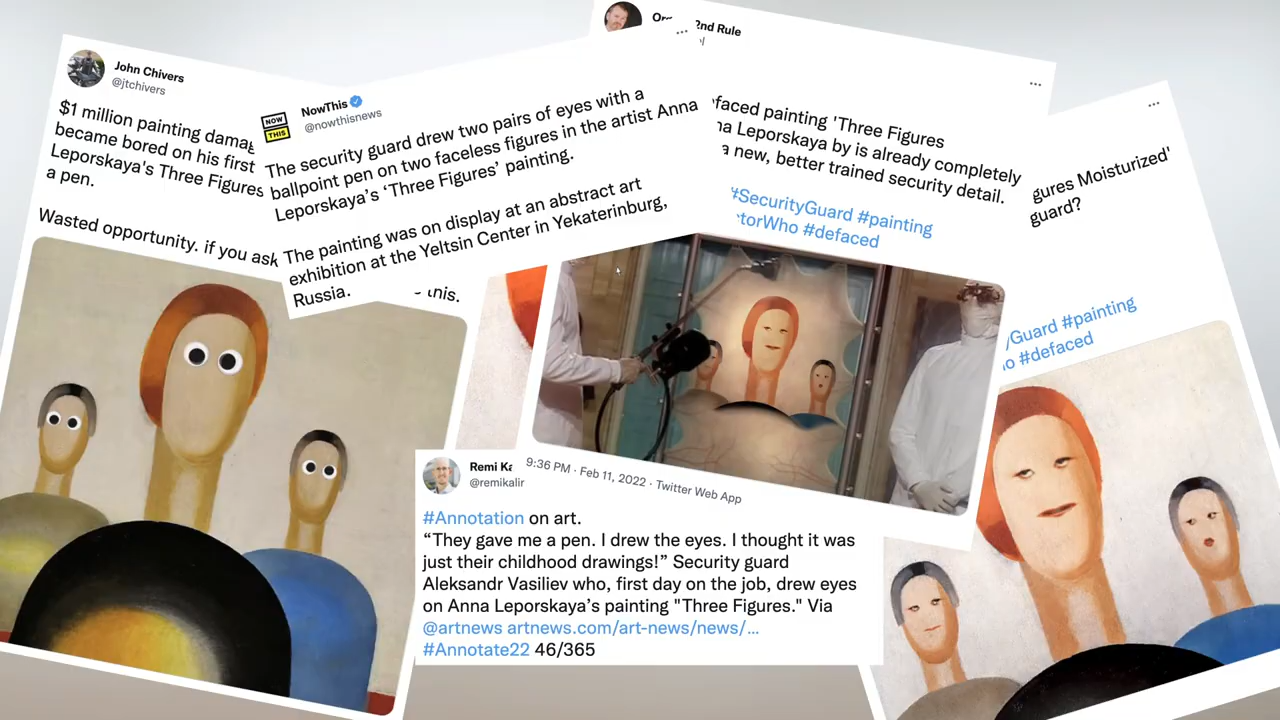 John Chivers
@jtchivers
$1 million painting
became bored on his first
Leporskaya's Three Figures
a pen.
Wasted opportunity. if you ask
NOW
THIS
NowThis
@nowthisnews
The security guard drew two pairs of eyes with a
ballpoint pen on two faceless figures in the artist Anna
Leporskaya's 'Three Figures' painting.
The painting was on display at an abstract art
exhibition at the Yeltsin Center in Yekaterinburg,
Russia.
2nd Rule
faced painting 'Three Figures
Leporskaya by is already completely
a new, better trained security detail.
#SecurityGuard #painting
torWho #defaced
9:36 PM · Feb 11, 2022 · Twitter Web App
gures Moisturized'
guard?
Guard #painting
#defaced
Remi
@remikalir
#Annotation on art.
“They gave me a pen. I drew the eyes. I thought it was
just their childhood drawings!” Security guard
Aleksandr Vasiliev who, first day on the job, drew eyes
on Anna Leporskaya’s painting "Three Figures." Via
@artnews artnews.com/art-news/news/...
#Annotate22 46/365